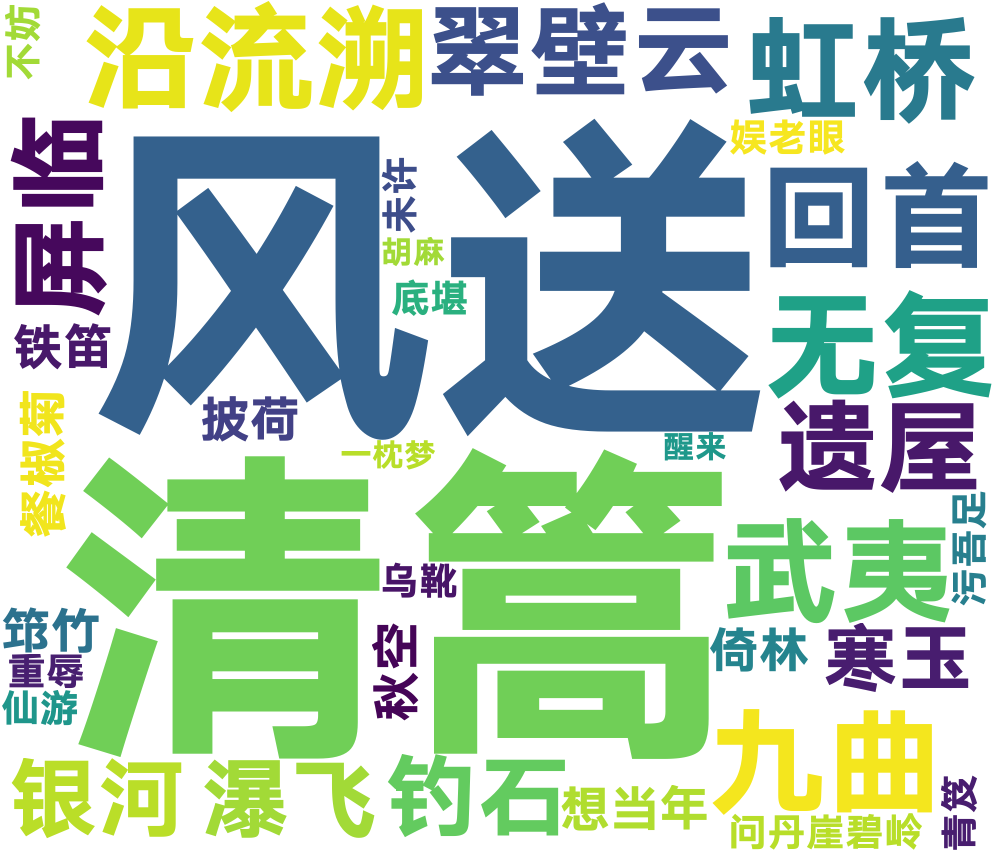 不妨
沿流溯
翠壁云
虹桥
娱老眼
屏临
风送
未许
回首
胡麻
底堪
无复
铁笛
披荷
一枕梦
醒来
遗屋
餐椒菊
清筒
乌靴
武夷
污吾足
筇竹
重辱
仙游
秋空
倚林
寒玉
银河
瀑飞
钓石
想当年
九曲
问丹崖碧岭
青笈